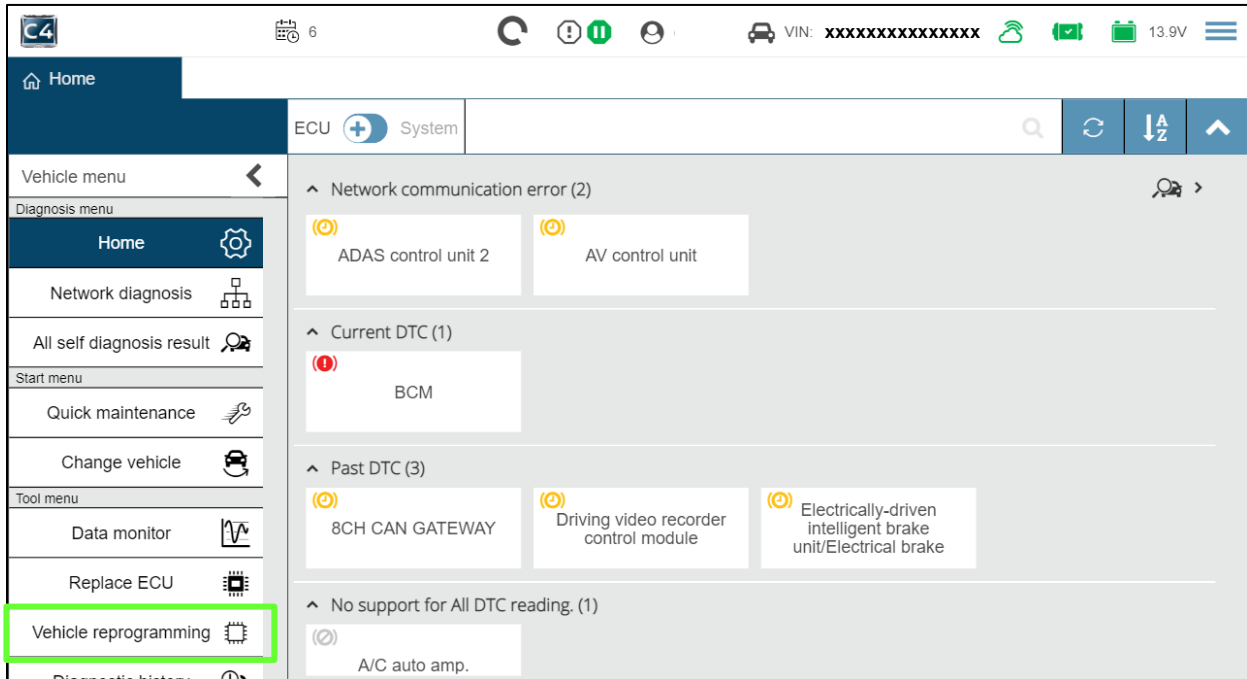 C4
6
VIN: xxxxxxxxxxxxxxx
13.9V
Home
ECU
System
A
Z
Vehicle menu
Diagnosis menu
Home
Network diagnosis
All self diagnosis result
Start menu
Quick maintenance
Change vehicle
Tool menu
Data monitor
Replace ECU
Vehicle reprogramming
Diagnostic history
Network communication error (2)
ADAS control unit 2
AV control unit
Current DTC (1)
BCM
Past DTC (3)
8CH CAN GATEWAY
Driving video recorder
control module
Electrically-driven
intelligent brake
unit/Electrical brake
No support for All DTC reading. (1)
A/C auto amp.